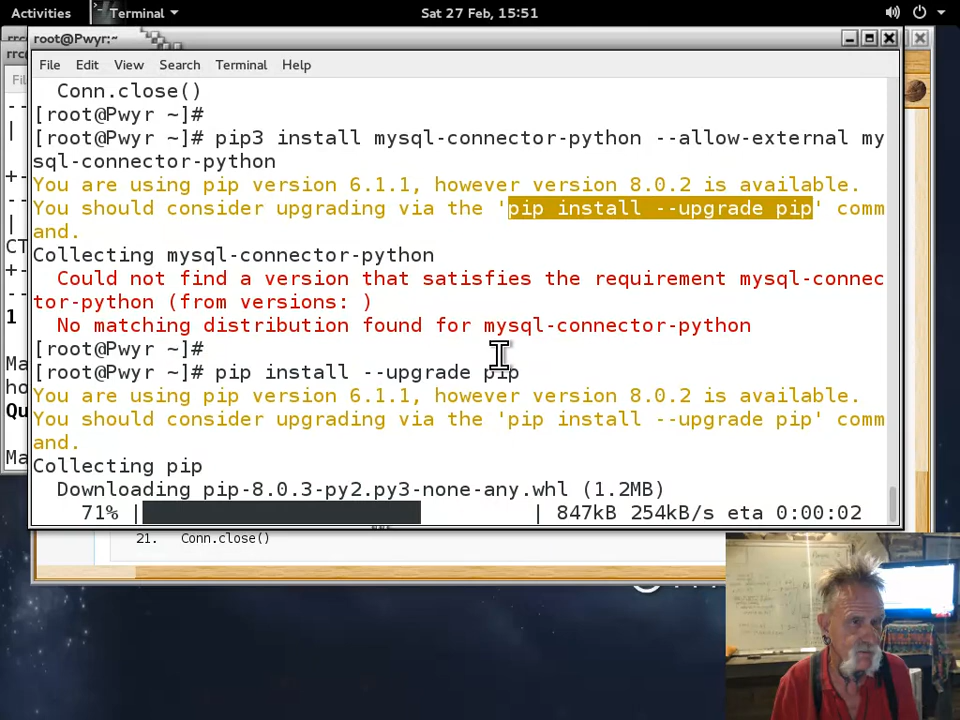 Activities Terminal Sat 27 Feb, 15:51
root@Pwyr:~
File Edit View Search Terminal Help
Conn.close()
[root@Pwyr ~]#
[root@Pwyr ~]# pip3 install mysql-connector-python --allow-external my
sql-connector-python
You are using pip version 6.1.1, however version 8.0.2 is available.
You should consider upgrading via the 'pip install --upgrade pip' comm
and.
Collecting mysql-connector-python
Could not find a version that satisfies the requirement mysql-connec
tor-python (from versions: )
No matching distribution found for mysql-connector-python
[root@Pwyr ~]#
[root@Pwyr ~]# pip install --upgrade pip
You are using pip version 6.1.1, however version 8.0.2 is available.
You should consider upgrading via the 'pip install --upgrade pip' comm
and.
Collecting pip
Downloading pip-8.0.3-py2.py3-none-any.whl (1.2MB)
71% | | 847kB 254kB/s eta 0:00:02
21. Conn.close()